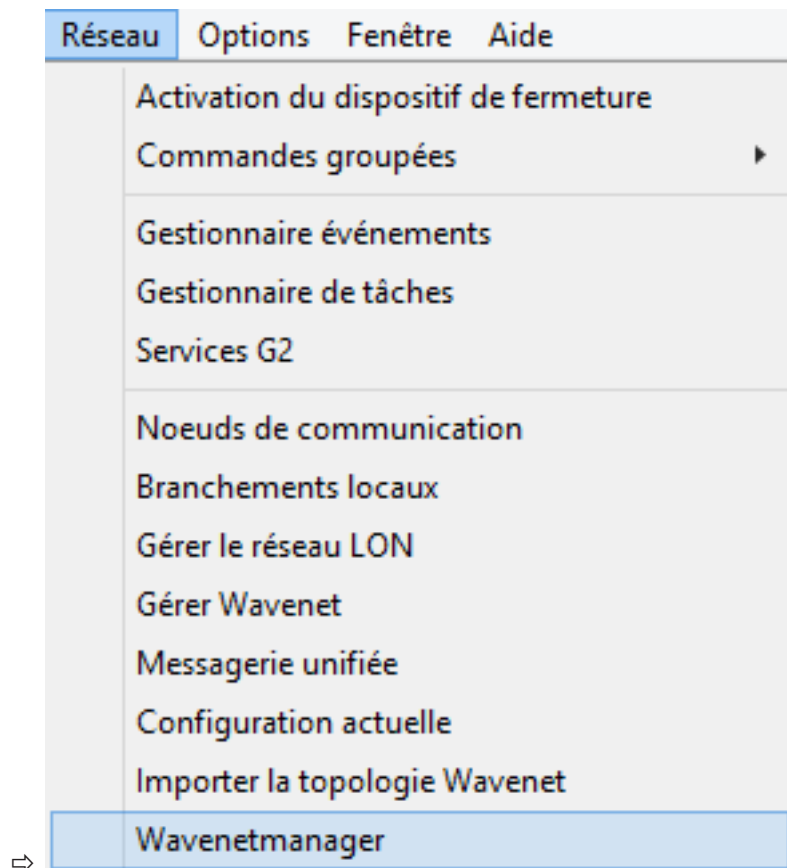 Réseau Options Fenêtre Aide
Activation du dispositif de fermeture
Commandes groupées
Gestionnaire événements
Gestionnaire de tâches
Services G2
Noeuds de communication
Branchements locaux
Gérer le réseau LON
Gérer Wavenet
Messagerie unifiée
Configuration actuelle
Importer la topologie Wavenet
Wavenetmanager